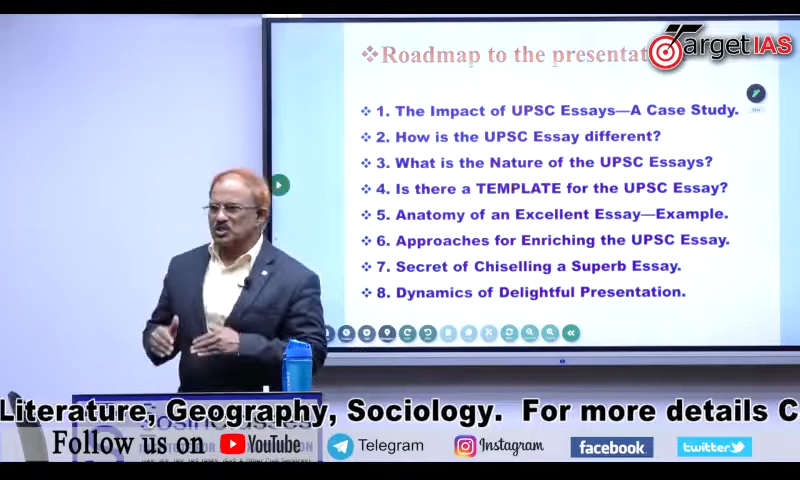 ❖Roadmap to the presentat
Target IAS
❖ 1. The Impact of UPSC Essays—A Case Study.
❖ 2. How is the UPSC Essay different?
❖ 3. What is the Nature of the UPSC Essays?
❖ 4. Is there a TEMPLATE for the UPSC Essay?
❖ 5. Anatomy of an Excellent Essay—Example.
❖ 6. Approaches for Enriching the UPSC Essay.
❖ 7. Secret of Chiselling a Superb Essay.
❖ 8. Dynamics of Delightful Presentation.
Literature, Geography, Sociology. For more details C
Follow us on YouTube Telegram Instagram facebook twitter